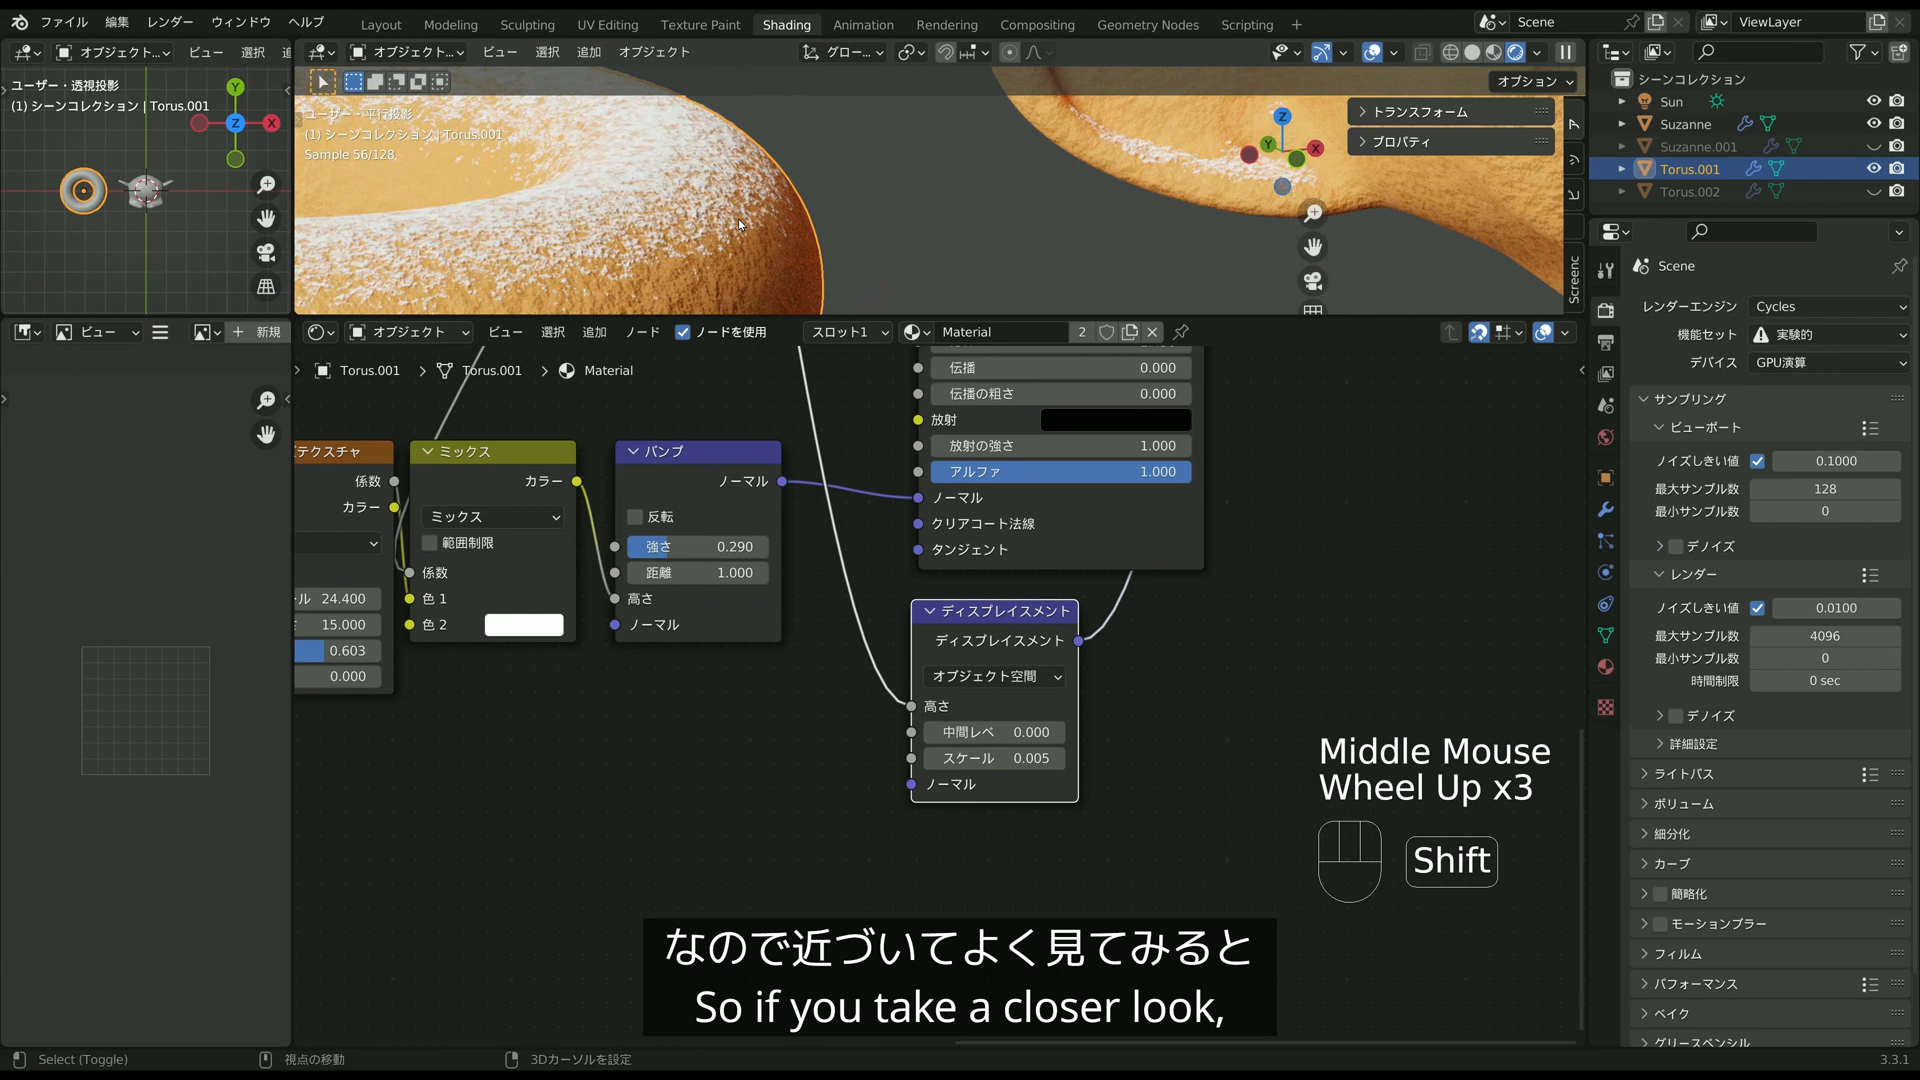 ファイル 編集 レンダー ウィンドウ ヘルプ Layout Modeling Sculpting UV Editing Texture Paint Shading Animation Rendering Compositing Geometry Nodes Scripting + Scene ViewLayer
オブジェクト... ビュー 選択 オブジェクト... ビュー 選択 追加 オブジェクト グロー...
オプション
ユーザー・透視投影
(1) シーンコレクション | Torus.001
Y
X
Z
ユーザー・平行投影
(1) シーンコレクション | Torus.001
Sample 56/128
トランスフォーム
プロパティ
Z
Y
X
Screenc
シーンコレクション
Sun
Suzanne
Suzanne.001
Torus.001
Torus.002
ビュー 新規 オブジェクト ビュー 選択 追加 ノード ノードを使用 スロット1 Material 2
Torus.001 Torus.001 Material
係数
カラー
24.400
15.000
0.603
0.000
ミックス
カラー
ミックス
範囲制限
係数
色 1
色 2
バンプ
ノーマル
反転
強さ 0.290
距離 1.000
高さ
ノーマル
伝播 0.000
伝播の粗さ 0.000
放射
放射の強さ 1.000
アルファ 1.000
ノーマル
クリアコート法線
タンジェント
ディスプレイスメント
ディスプレイスメント
オブジェクト空間
高さ
中間レベ 0.000
スケール 0.005
ノーマル
Scene
レンダーエンジン Cycles
機能セット 実験的
デバイス GPU演算
サンプリング
ビューポート
ノイズしきい値 0.1000
最大サンプル数 128
最小サンプル数 0
デノイズ
レンダー
ノイズしきい値 0.0100
最大サンプル数 4096
最小サンプル数 0
時間制限 0 sec
デノイズ
詳細設定
ライトパス
ボリューム
細分化
カーブ
簡略化
モーションブラー
フィルム
パフォーマンス
ベイク
グリースペンシル
Middle Mouse
Wheel Up x3
Shift
なので近づいてよく見てみると
So if you take a closer look,
Select (Toggle) 視点の移動 3Dカーソルを設定 3.3.1